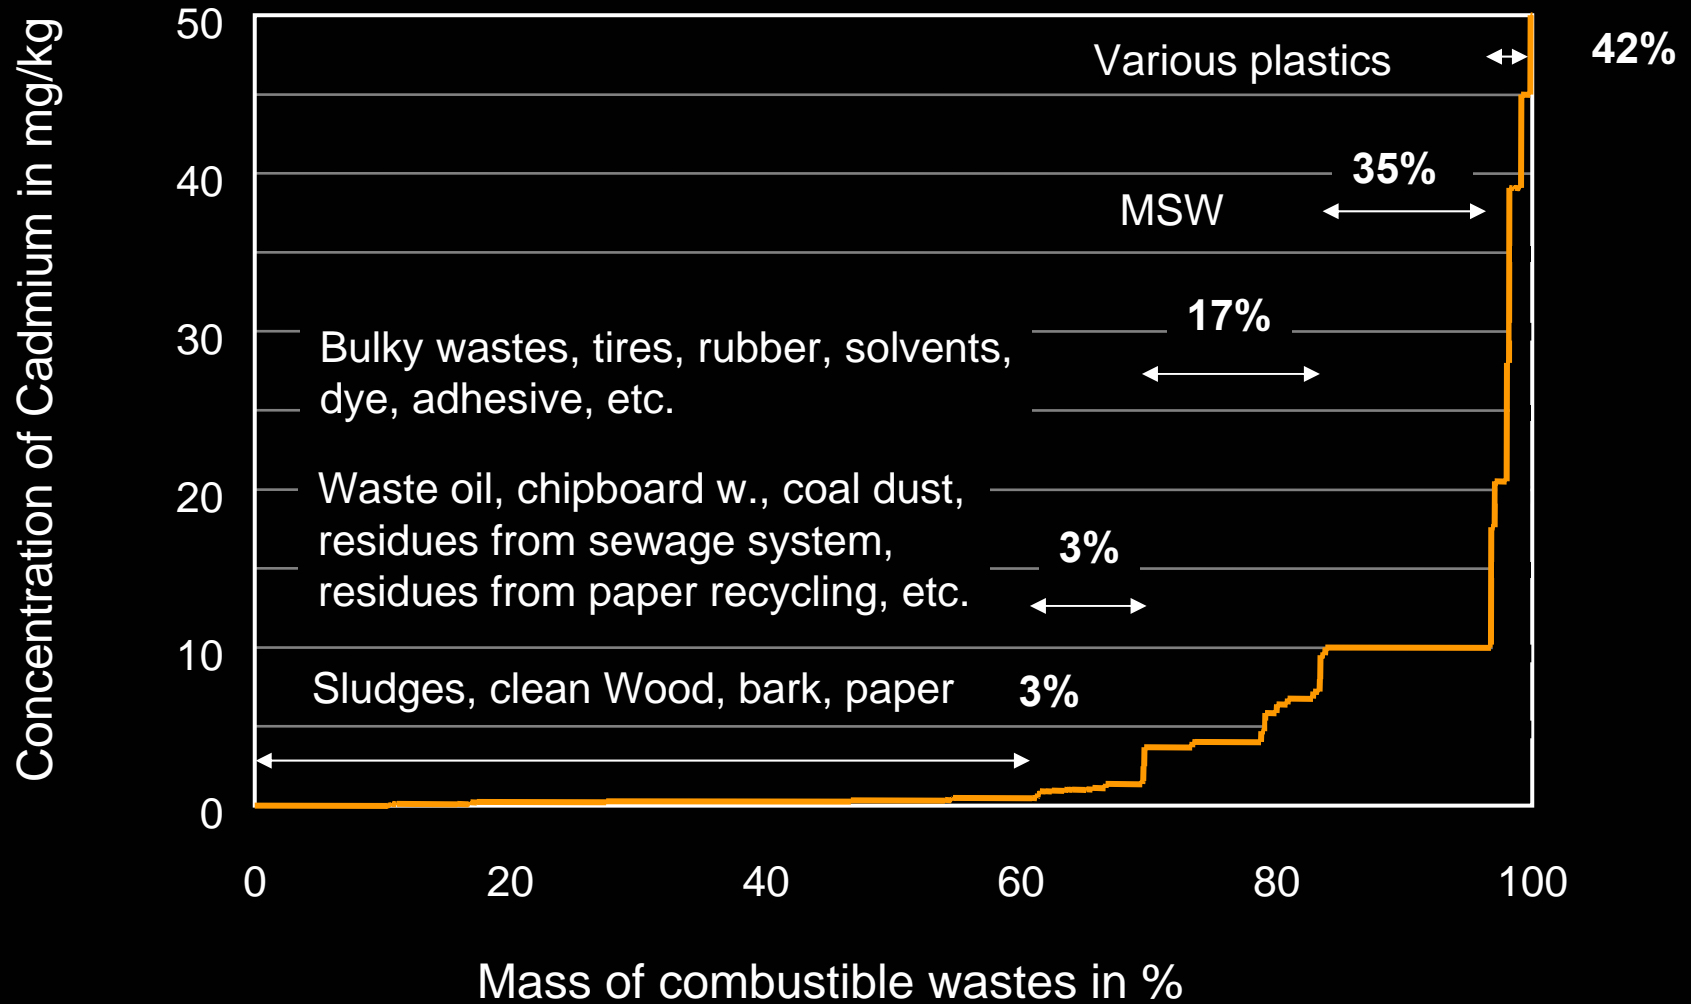 Concentration of Cadmium in mg/kg
50
40
30
20
10
0
Various plastics
42%
35%
MSW
17%
Bulky wastes, tires, rubber, solvents,
dye, adhesive, etc.
Waste oil, chipboard w., coal dust,
residues from sewage system,
residues from paper recycling, etc.
3%
Sludges, clean Wood, bark, paper
3%
0
20
40
60
80
100
Mass of combustible wastes in %